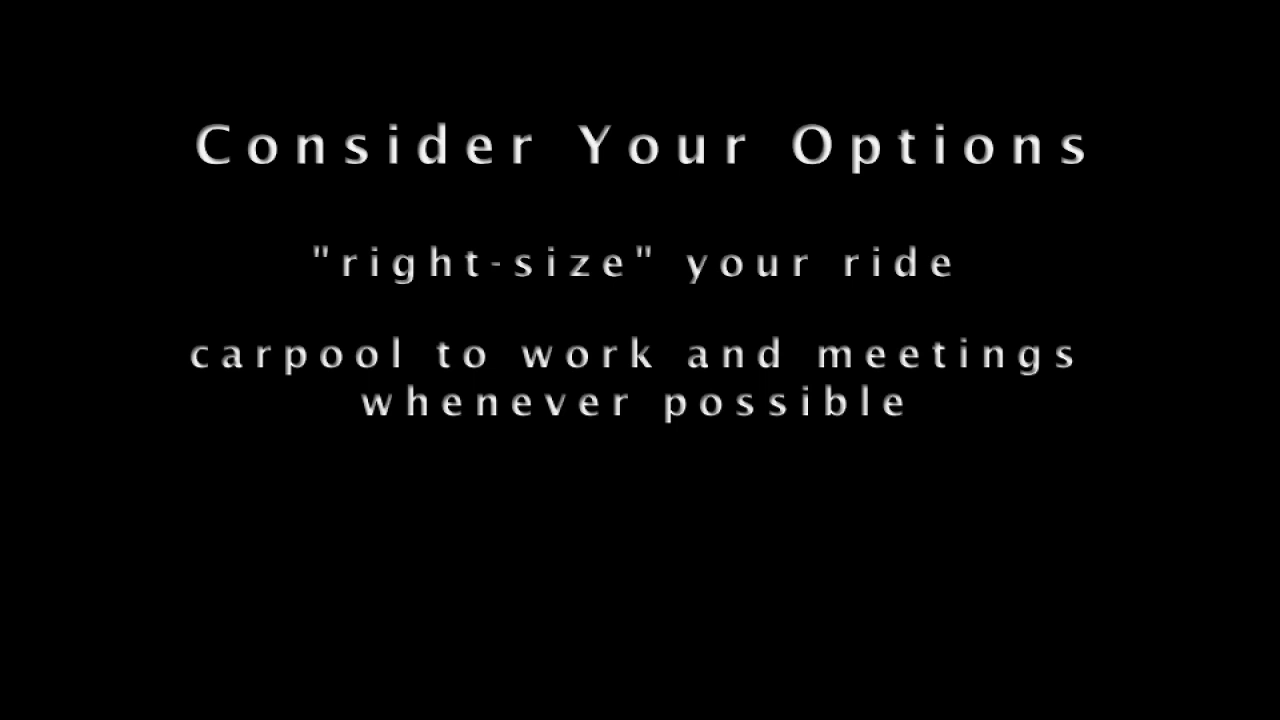 Consider Your Options
"right-size" your ride
carpool to work and meetings
whenever possible